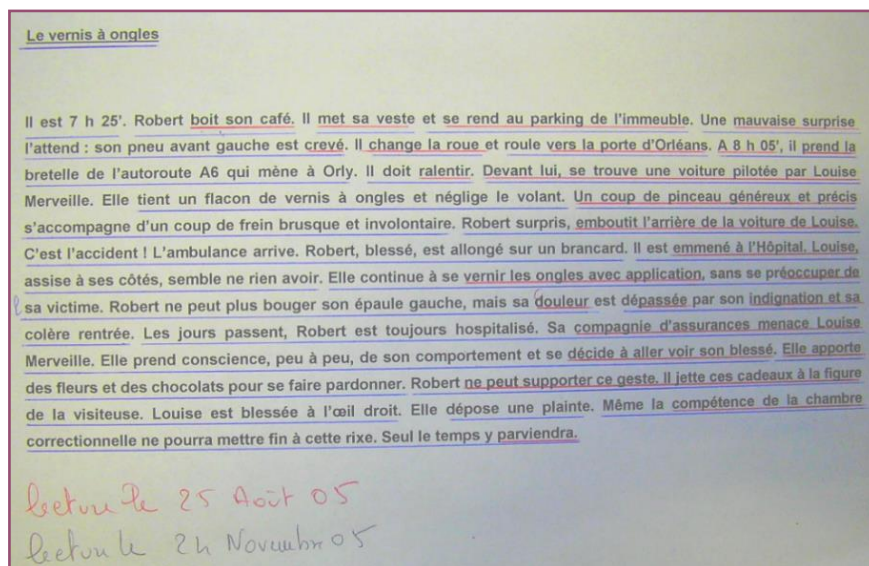 Le vernis à ongles
Il est 7 h 25'. Robert boit son café. Il met sa veste et se rend au parking de l'immeuble. Une mauvaise surprise
l'attend : son pneu avant gauche est crevé. Il change la roue et roule vers la porte d'Orléans. A 8 h 05', il prend la
bretelle de l'autoroute A6 qui mène à Orly. Il doit ralentir. Devant lui, se trouve une voiture pilotée par Louise
Merveille. Elle tient un flacon de vernis à ongles et néglige le volant. Un coup de pinceau généreux et précis
s'accompagne d'un coup de frein brusque et involontaire. Robert surpris, emboutit l'arrière de la voiture de Louise.
C'est l'accident ! L'ambulance arrive. Robert, blessé, est allongé sur un brancard. Il est emmené à l'Hôpital. Louise,
assise à ses côtés, semble ne rien avoir. Elle continue à se vernir les ongles avec application, sans se préoccuper de
sa victime. Robert ne peut plus bouger son épaule gauche, mais sa douleur est dépassée par son indignation et sa
colère rentrée. Les jours passent, Robert est toujours hospitalisé. Sa compagnie d'assurances menace Louise
Merveille. Elle prend conscience, peu à peu, de son comportement et se décide à aller voir son blessé. Elle apporte
des fleurs et des chocolats pour se faire pardonner. Robert ne peut supporter ce geste. Il jette ces cadeaux à la figure
de la visiteuse. Louise est blessée à l'œil droit. Elle dépose une plainte. Même la compétence de la chambre
correctionnelle ne pourra mettre fin à cette rixe. Seul le temps y parviendra.
lecture le 25 Août 05
lecture le 24 Novembre 05